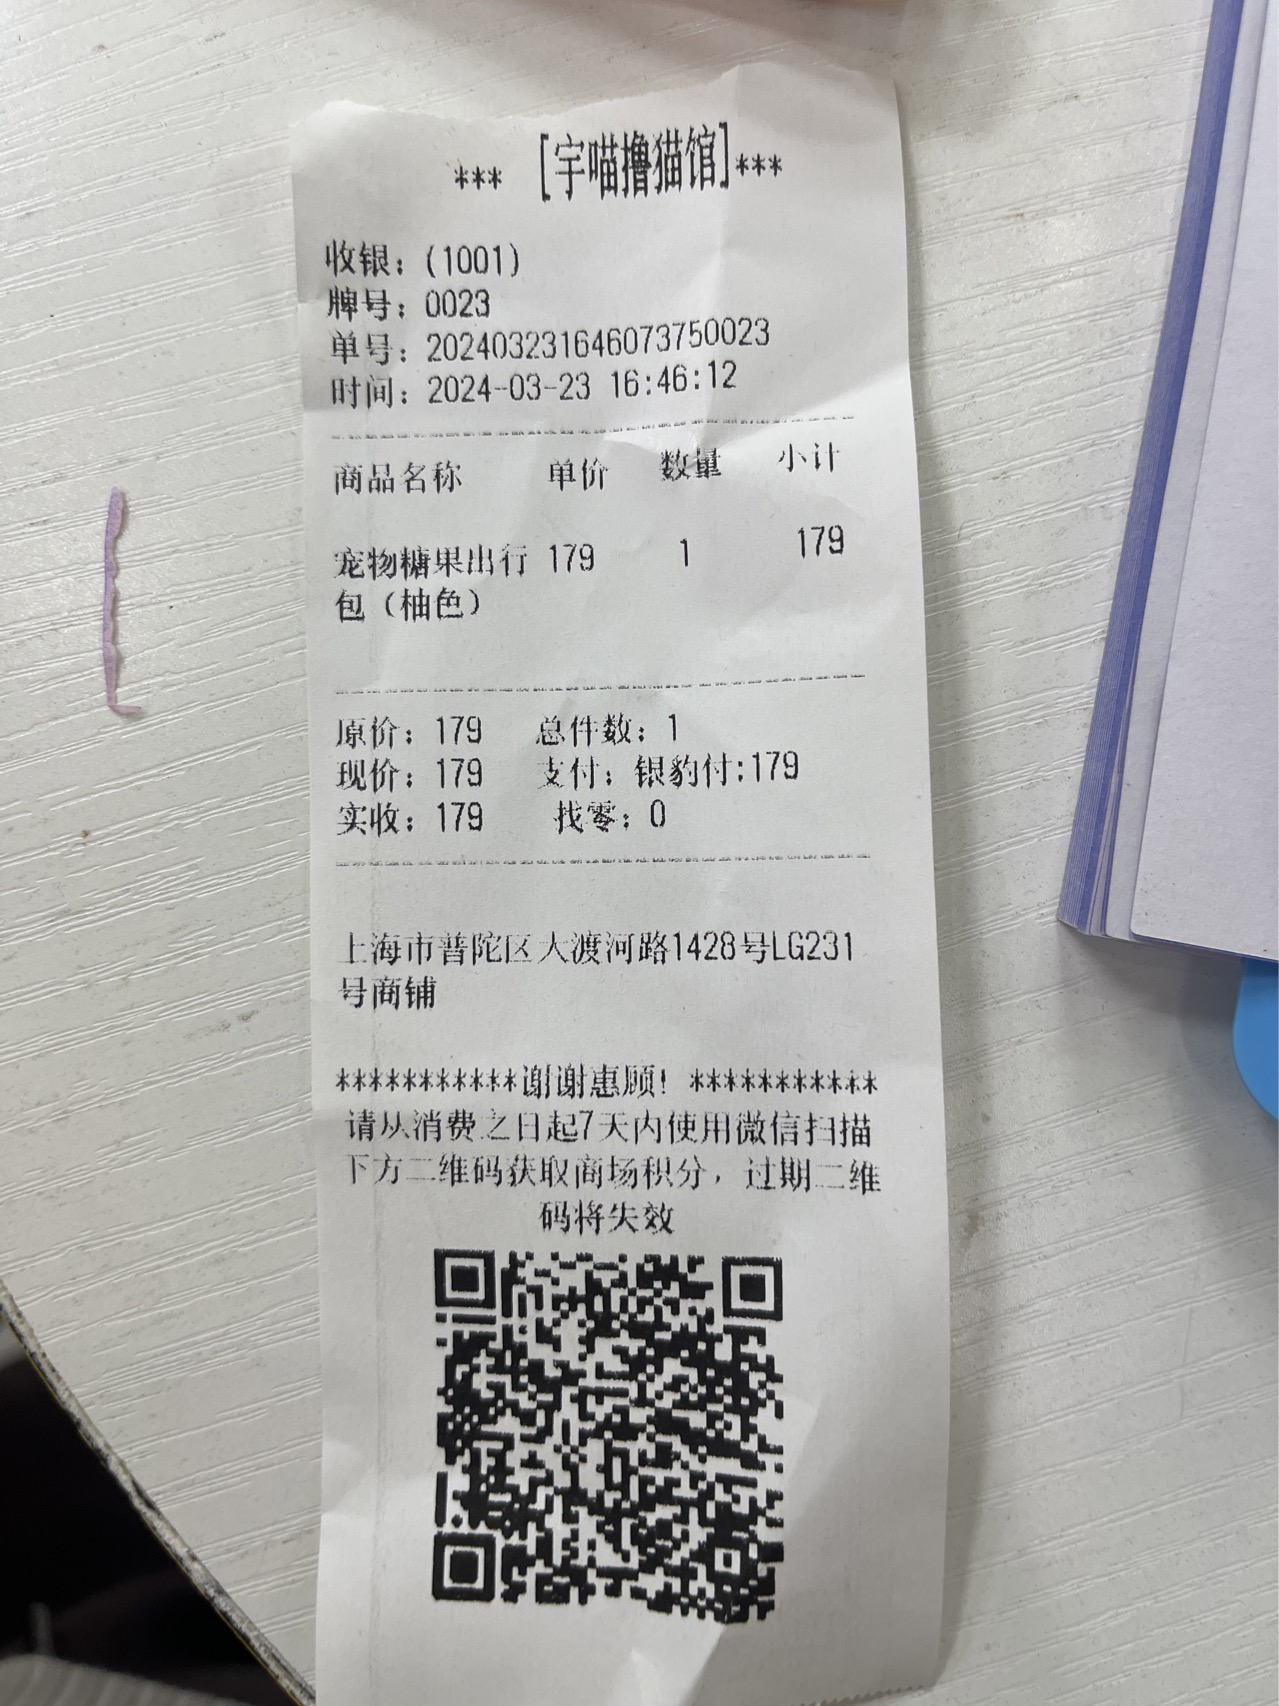 *** [宇喵撸猫馆]***
收银：(1001)
牌号：0023
单号：202403231646073750023
时间：2024-03-23 16:46:12
商品名称 单价 数量 小计
宠物糖果出行 179 1 179
包（柚色）
原价：179 总件数：1
现价：179 支付：银豹付:179
实收：179 找零：0
上海市普陀区大渡河路1428号LG231
号商铺
***********谢谢惠顾! ***********
请从消费之日起7天内使用微信扫描
下方二维码获取商场积分，过期二维
码将失效